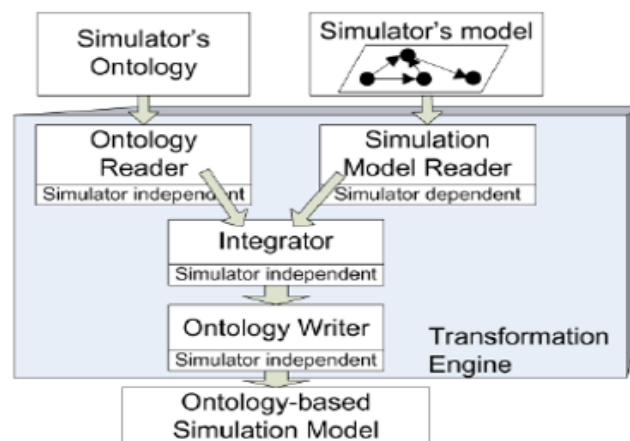 Simulator's
Ontology
Simulator's model
Ontology
Reader
Simulator independent
Simulation
Model Reader
Simulator dependent
Integrator
Simulator independent
Ontology Writer
Simulator independent
Transformation
Engine
Ontology-based
Simulation Model